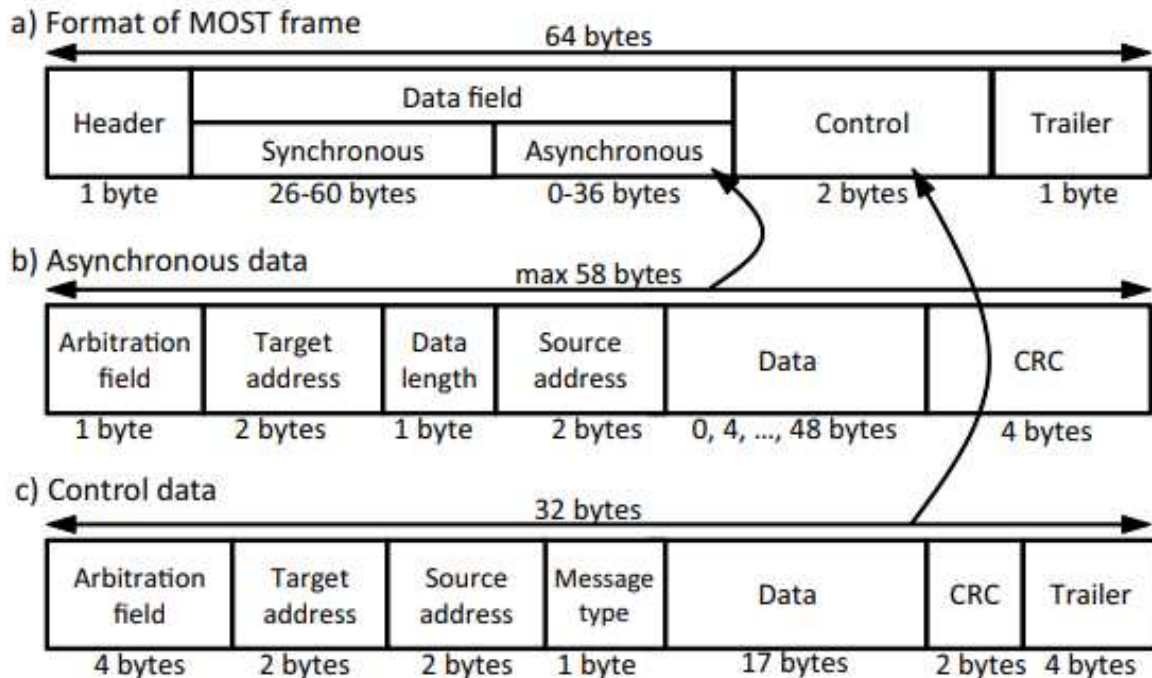 a) Format of MOST frame
64 bytes
Header
Data field
Synchronous
Asynchronous
Control
Trailer
1 byte
26-60 bytes
0-36 bytes
2 bytes
1 byte
b) Asynchronous data
max 58 bytes
Arbitration
field
Target
address
Data
length
Source
address
Data
CRC
1 byte
2 bytes
1 byte
2 bytes
0, 4, ..., 48 bytes
4 bytes
c) Control data
32 bytes
Arbitration
field
Target
address
Source
address
Message
type
Data
CRC
Trailer
4 bytes
2 bytes
2 bytes
1 byte
17 bytes
2 bytes
4 bytes